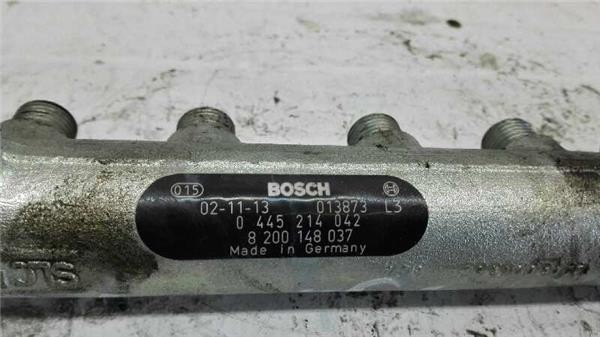 015 BOSCH
02-11-13 013873 L3
0 445 214 042
8 200 148 037
Made in Germany